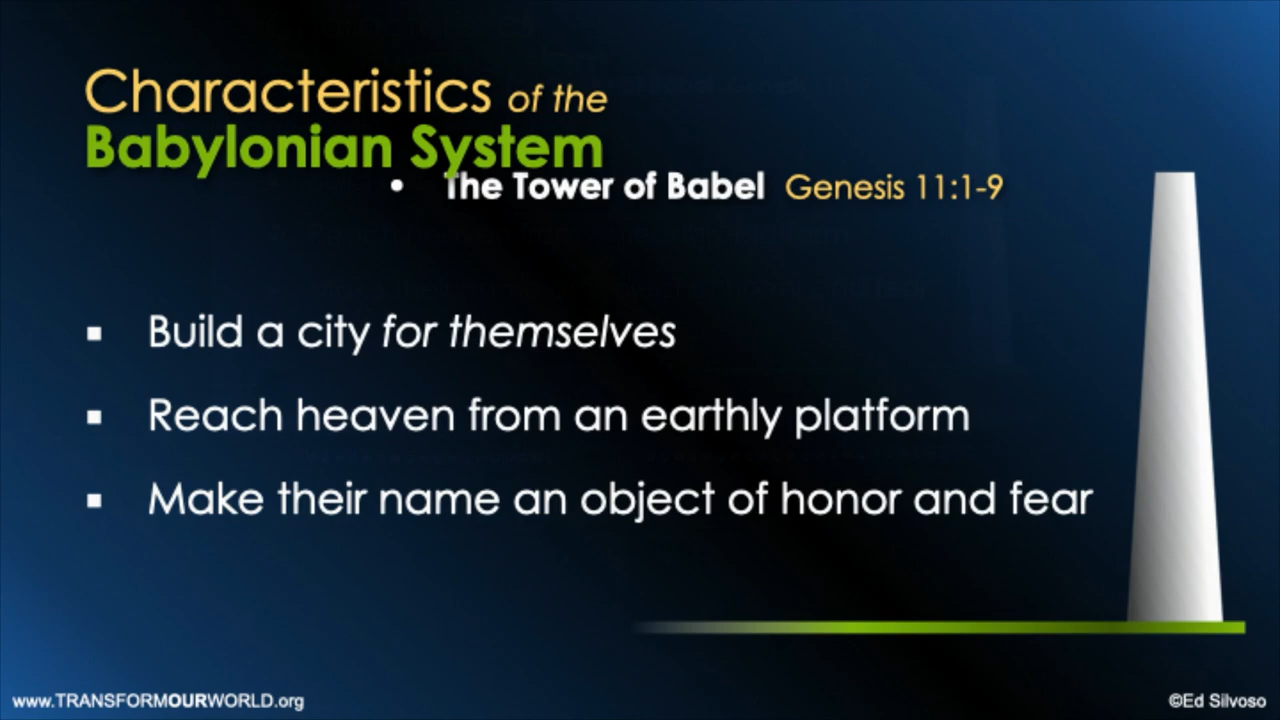 Characteristics of the
Babylonian System
• The Tower of Babel Genesis 11:1-9
▪ Build a city for themselves
▪ Reach heaven from an earthly platform
▪ Make their name an object of honor and fear
www.TRANSFORMOURWORLD.org
©Ed Silvoso